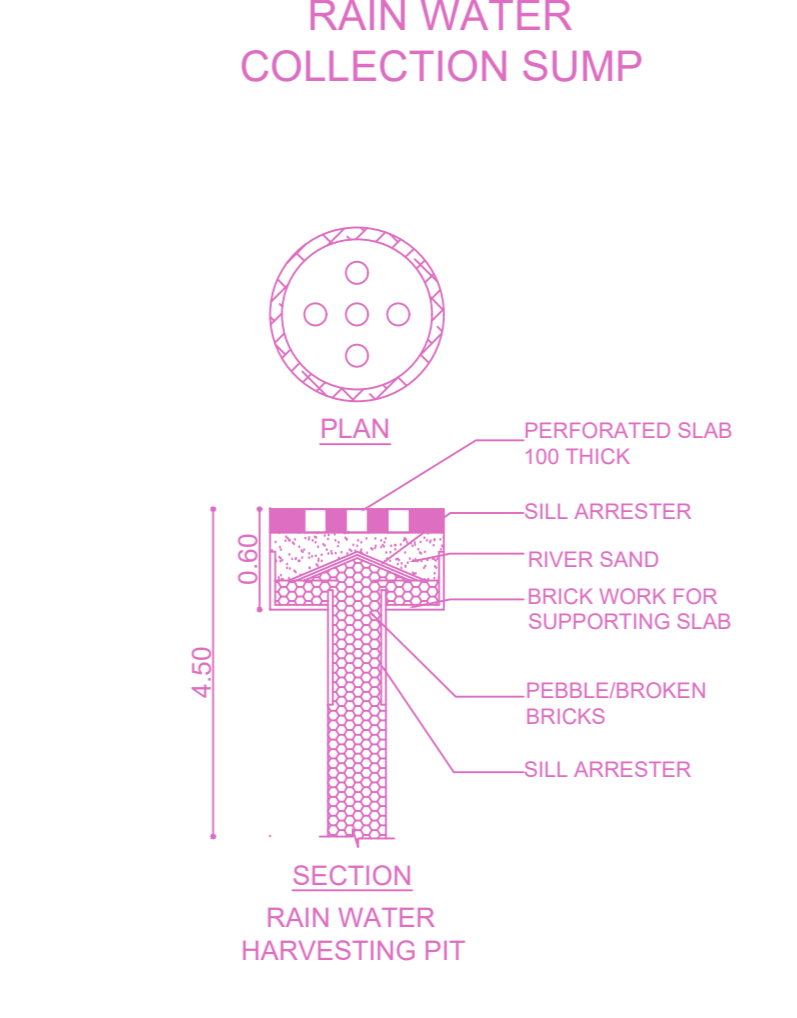 RAIN WATER
COLLECTION SUMP
PLAN
PERFORATED SLAB
100 THICK
SILL ARRESTER
RIVER SAND
BRICK WORK FOR
SUPPORTING SLAB
PEBBLE/BROKEN
BRICKS
SILL ARRESTER
0.60
4.50
SECTION
RAIN WATER
HARVESTING PIT